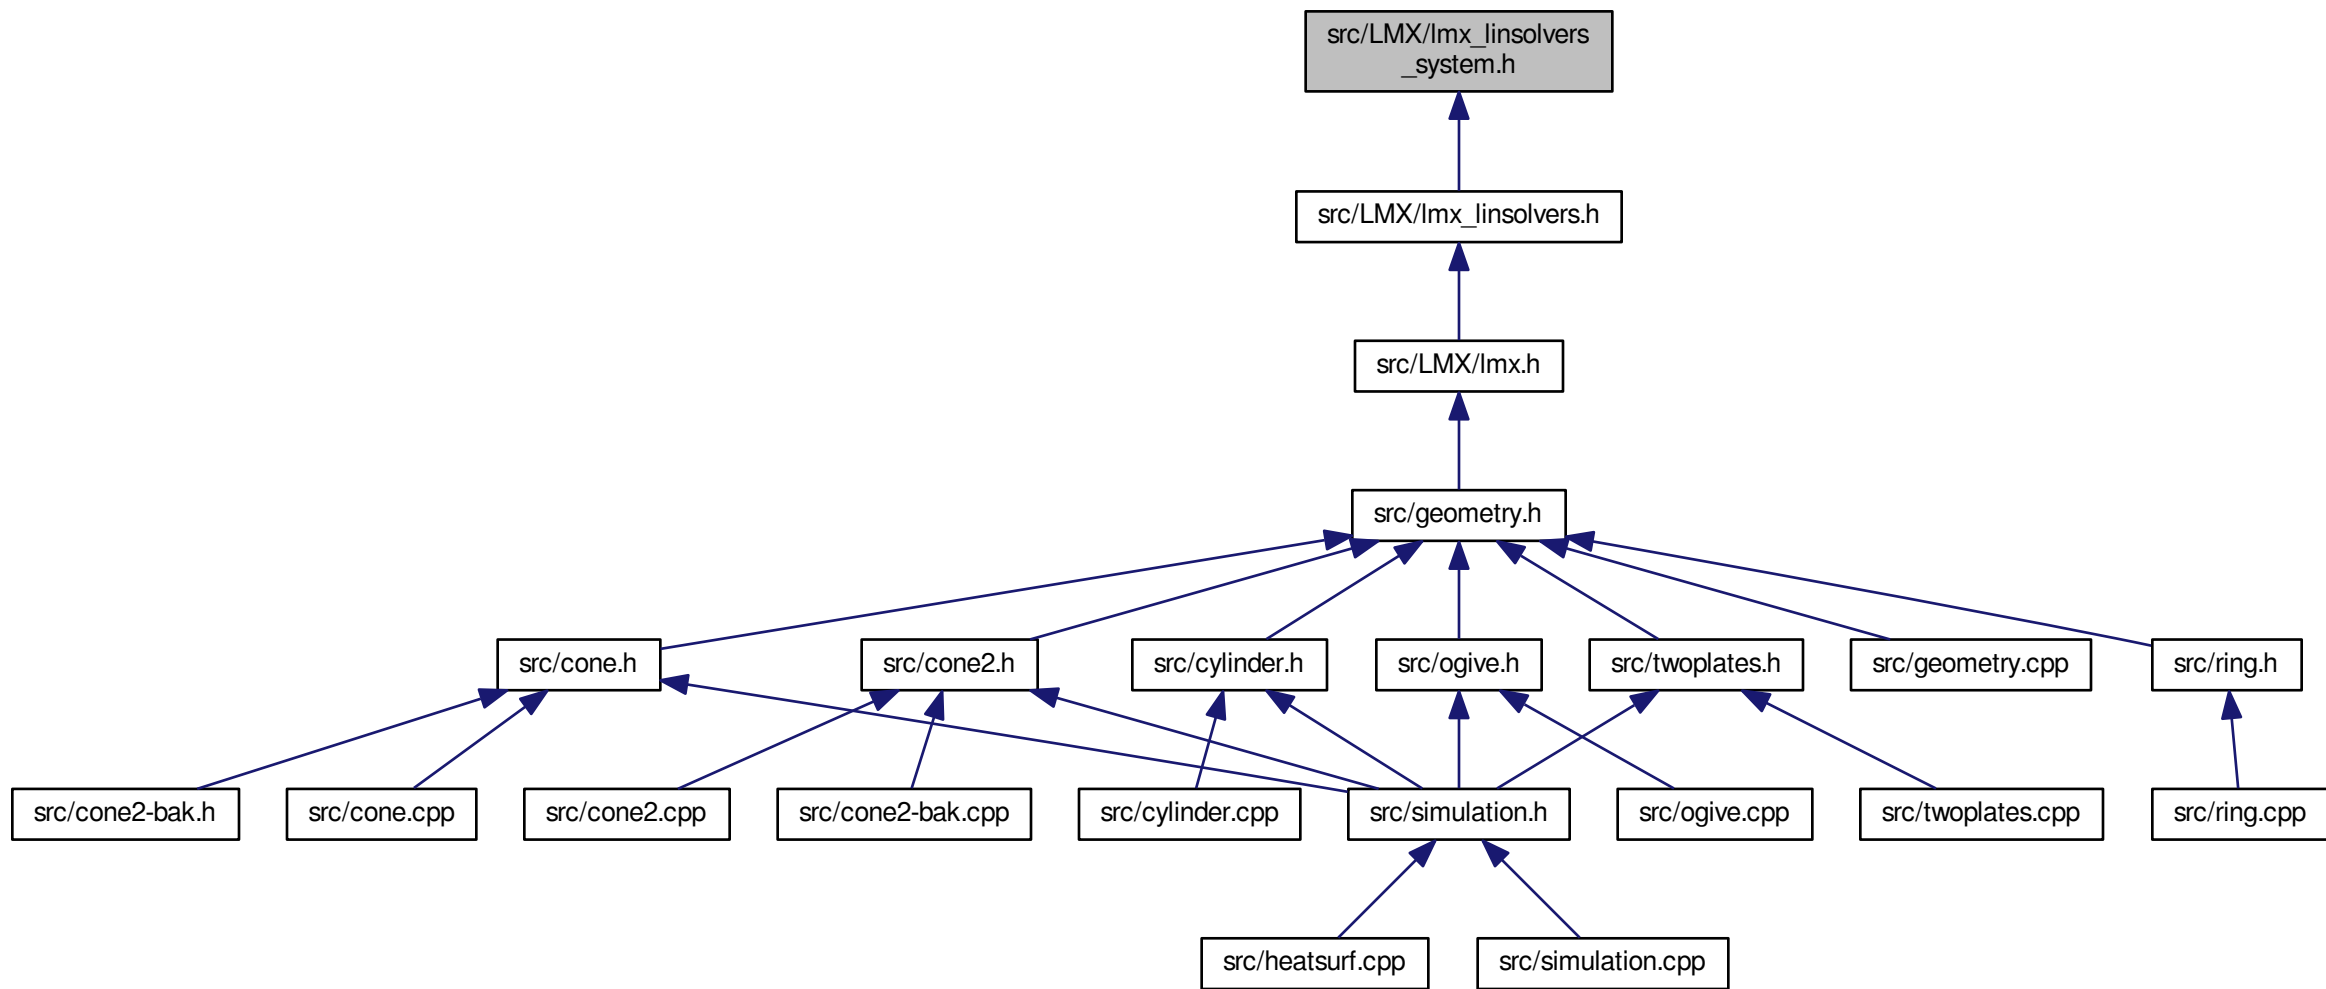 src/LMX/lmx_linsolvers
_system.h
src/LMX/lmx_linsolvers.h
src/LMX/lmx.h
src/geometry.h
src/cone.h
src/cone2.h
src/cylinder.h
src/ogive.h
src/twoplates.h
src/geometry.cpp
src/ring.h
src/cone2-bak.h
src/cone.cpp
src/cone2.cpp
src/cone2-bak.cpp
src/cylinder.cpp
src/simulation.h
src/ogive.cpp
src/twoplates.cpp
src/ring.cpp
src/heatsurf.cpp
src/simulation.cpp